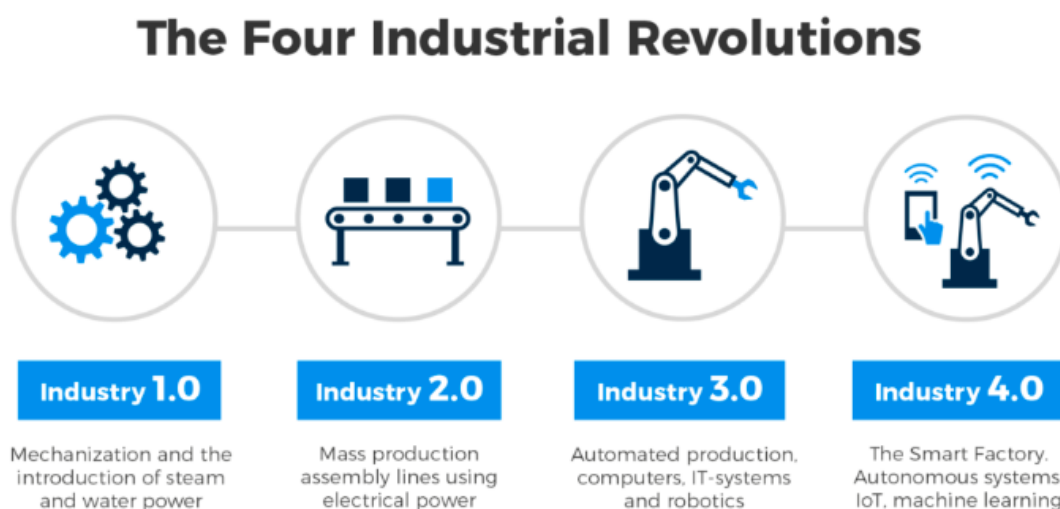 The Four Industrial Revolutions
Industry 1.0
Mechanization and the
introduction of steam
and water power
Industry 2.0
Mass production
assembly lines using
electrical power
Industry 3.0
Automated production,
computers, IT-systems
and robotics
Industry 4.0
The Smart Factory.
Autonomous systems
IoT, machine learning